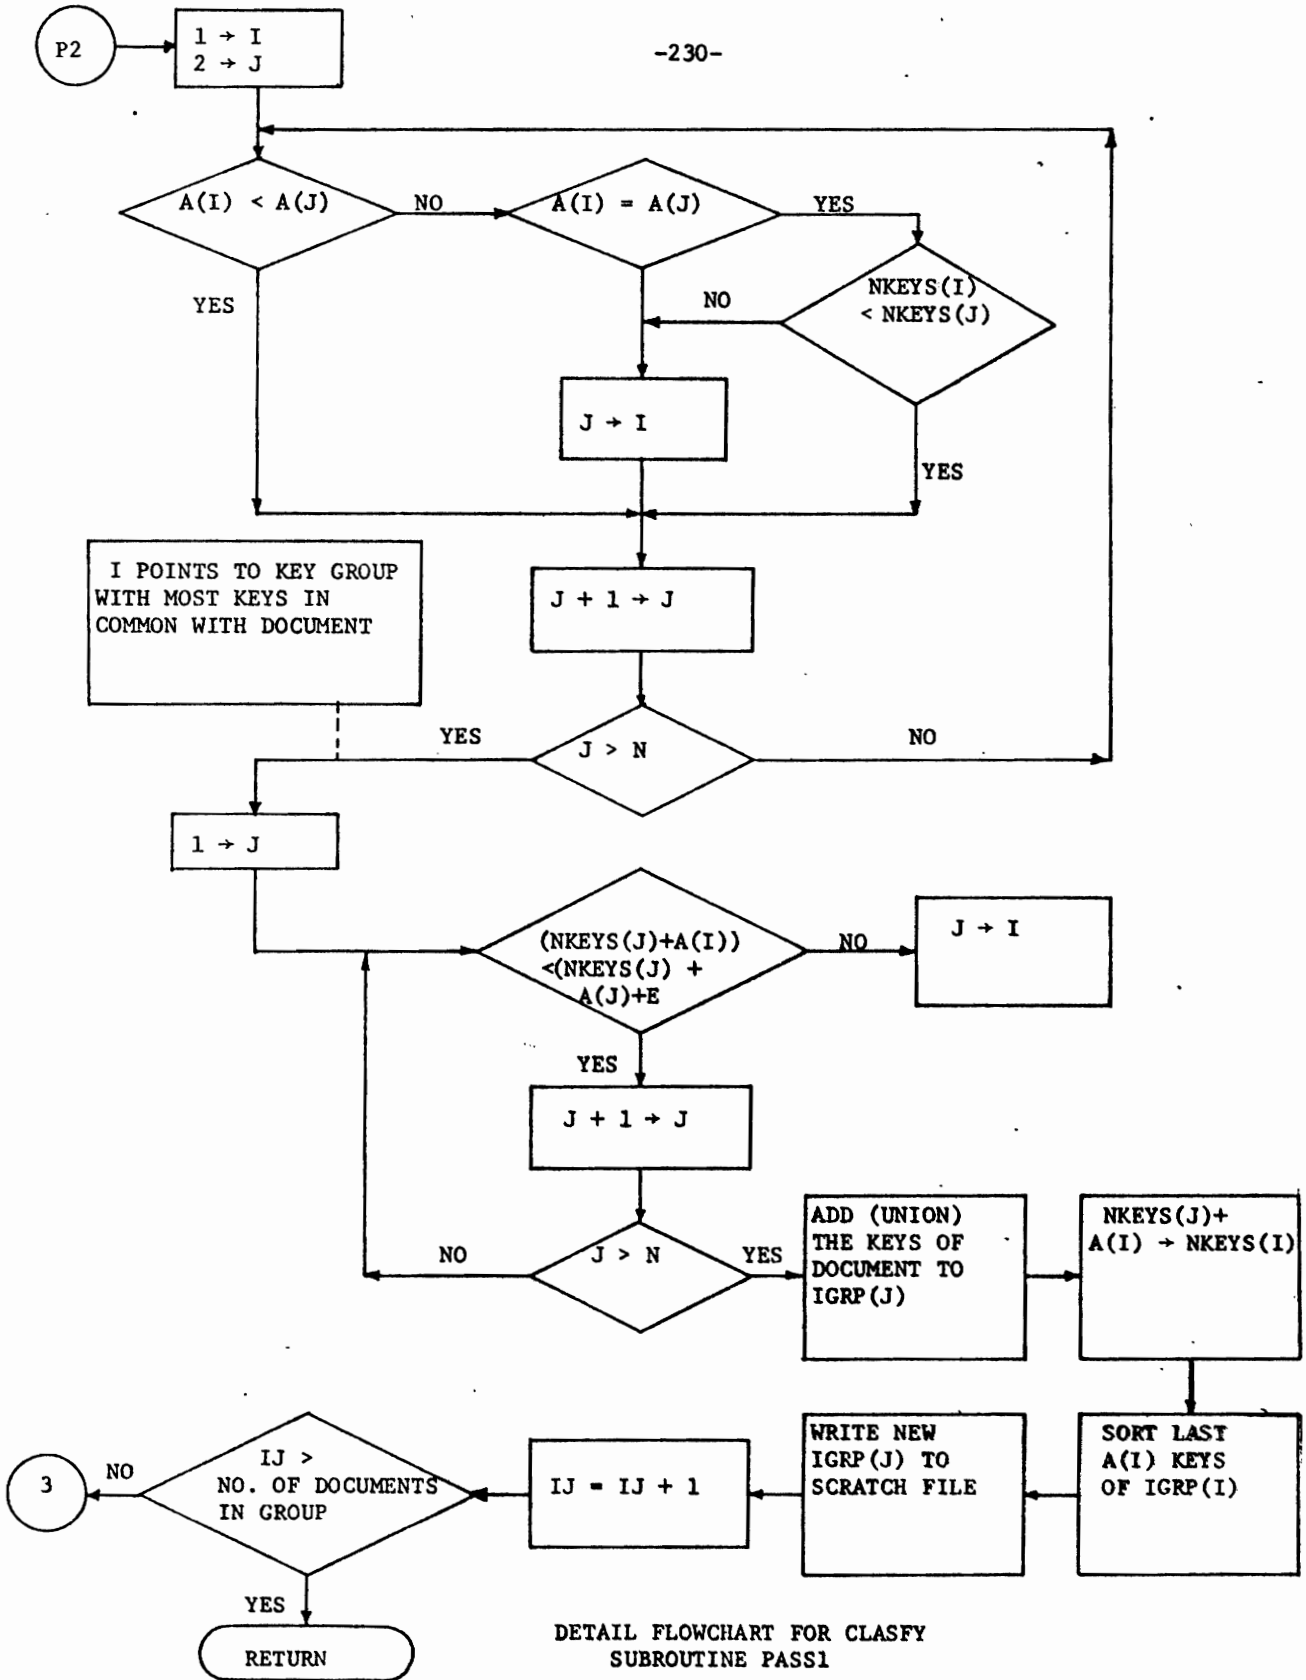 -230-
P2
1 → I
2 → J
A(I) < A(J)
NO
A(I) = A(J)
YES
NKEYS(I)
< NKEYS(J)
YES
NO
J → I
YES
I POINTS TO KEY GROUP
WITH MOST KEYS IN
COMMON WITH DOCUMENT
J + 1 → J
YES
J > N
NO
1 → J
(NKEYS(J)+A(I))
<(NKEYS(J) +
A(J)+E
NO
J → I
YES
J + 1 → J
NO
J > N
YES
ADD (UNION)
THE KEYS OF
DOCUMENT TO
IGRP(J)
NKEYS(J)+
A(I) → NKEYS(I)
SORT LAST
A(I) KEYS
OF IGRP(I)
WRITE NEW
IGRP(J) TO
SCRATCH FILE
IJ = IJ + 1
IJ >
NO. OF DOCUMENTS
IN GROUP
NO
3
YES
RETURN
DETAIL FLOWCHART FOR CLASFY
SUBROUTINE PASS1